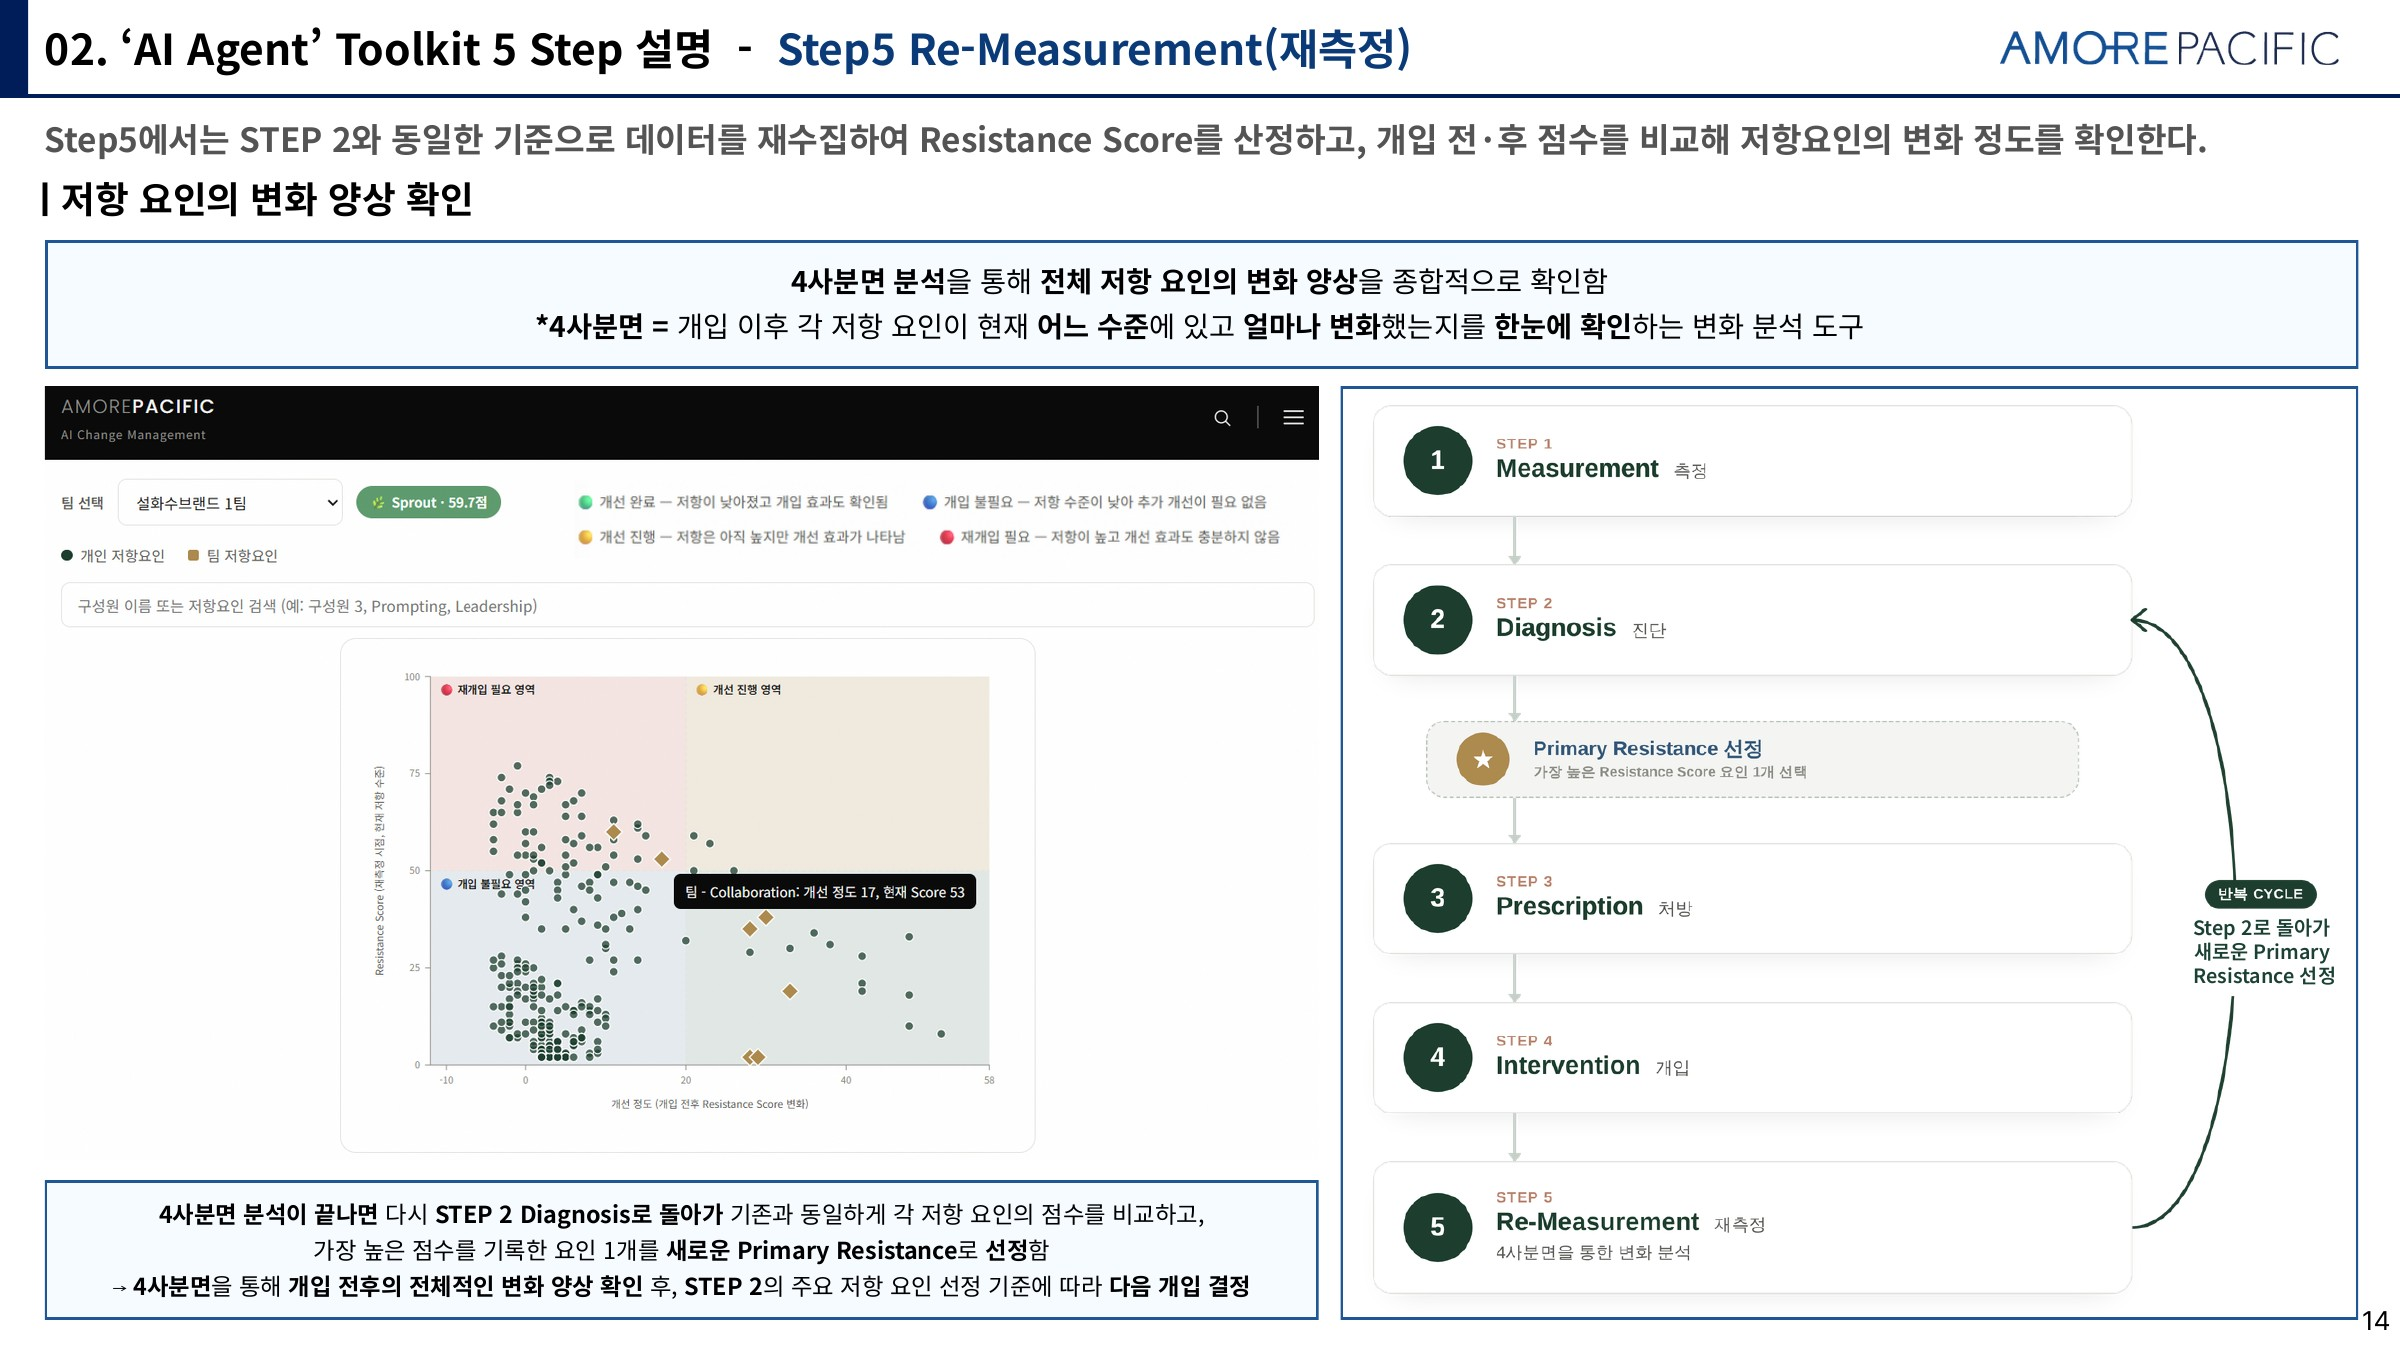 02. ‘AI Agent’ Toolkit 5 Step 설명 - Step5 Re-Measurement(재측정)
AMOREPACIFIC
Step5에서는 STEP 2와 동일한 기준으로 데이터를 재수집하여 Resistance Score를 산정하고, 개입 전·후 점수를 비교해 저항요인의 변화 정도를 확인한다.
| 저항 요인의 변화 양상 확인
4사분면 분석을 통해 전체 저항 요인의 변화 양상을 종합적으로 확인함
*4사분면 = 개입 이후 각 저항 요인이 현재 어느 수준에 있고 얼마나 변화했는지를 한눈에 확인하는 변화 분석 도구
AMOREPACIFIC
AI Change Management
팀 선택
설화수브랜드 1팀
Sprout · 59.7점
개선 완료 — 저항이 낮아졌고 개입 효과도 확인됨
개입 불필요 — 저항 수준이 낮아 추가 개선이 필요 없음
개선 진행 — 저항은 아직 높지만 개선 효과가 나타남
재개입 필요 — 저항이 높고 개선 효과도 충분하지 않음
개인 저항요인
팀 저항요인
구성원 이름 또는 저항요인 검색 (예: 구성원 3, Prompting, Leadership)
재개입 필요 영역
개선 진행 영역
개입 불필요 영역
팀 - Collaboration: 개선 정도 17, 현재 Score 53
100
75
50
25
0
Resistance Score (재측정 시점, 현재 저항 수준)
-10
0
20
40
58
개선 정도 (개입 전후 Resistance Score 변화)
4사분면 분석이 끝나면 다시 STEP 2 Diagnosis로 돌아가 기존과 동일하게 각 저항 요인의 점수를 비교하고,
가장 높은 점수를 기록한 요인 1개를 새로운 Primary Resistance로 선정함
→ 4사분면을 통해 개입 전후의 전체적인 변화 양상 확인 후, STEP 2의 주요 저항 요인 선정 기준에 따라 다음 개입 결정
1
STEP 1
Measurement 측정
2
STEP 2
Diagnosis 진단
★
Primary Resistance 선정
가장 높은 Resistance Score 요인 1개 선택
3
STEP 3
Prescription 처방
4
STEP 4
Intervention 개입
5
STEP 5
Re-Measurement 재측정
4사분면을 통한 변화 분석
반복 CYCLE
Step 2로 돌아가
새로운 Primary
Resistance 선정
14